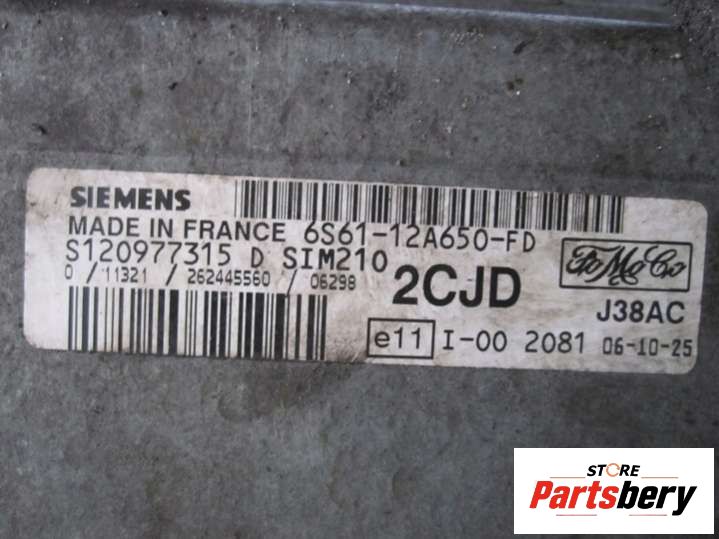 SIEMENS
MADE IN FRANCE 6S61-12A650-FD
S120977315 D SIM210
0 / 11321 / 262445560 / 06298
2CJD
FoMoCo
J38AC
e11 I-00 2081 06-10-25
STORE
Partsbery